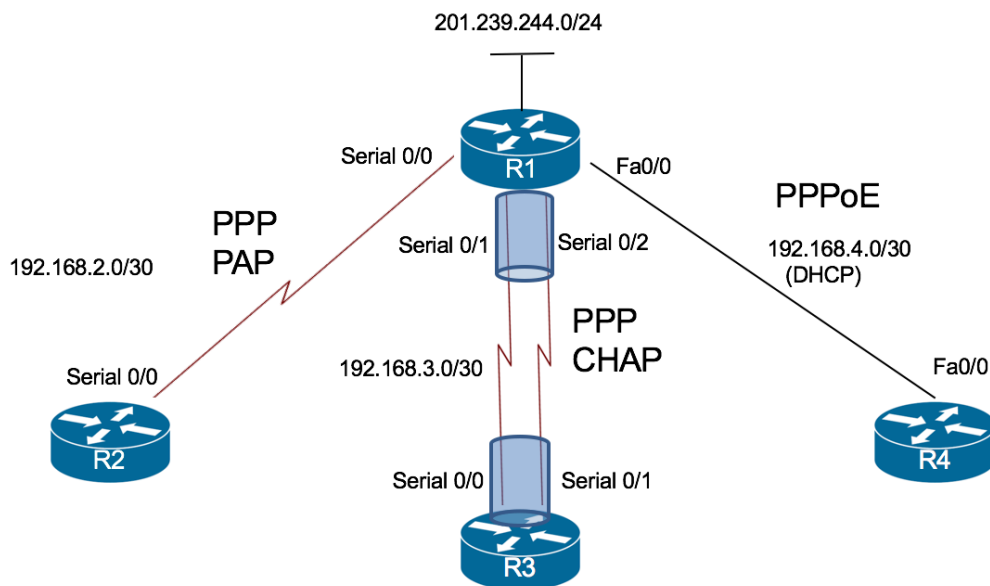 201.239.244.0/24
Serial 0/0
R1
Fa0/0
PPP
PAP
Serial 0/1
Serial 0/2
PPPoE
192.168.4.0/30
(DHCP)
192.168.2.0/30
PPP
CHAP
192.168.3.0/30
Serial 0/0
Fa0/0
R2
R4
Serial 0/0
Serial 0/1
R3